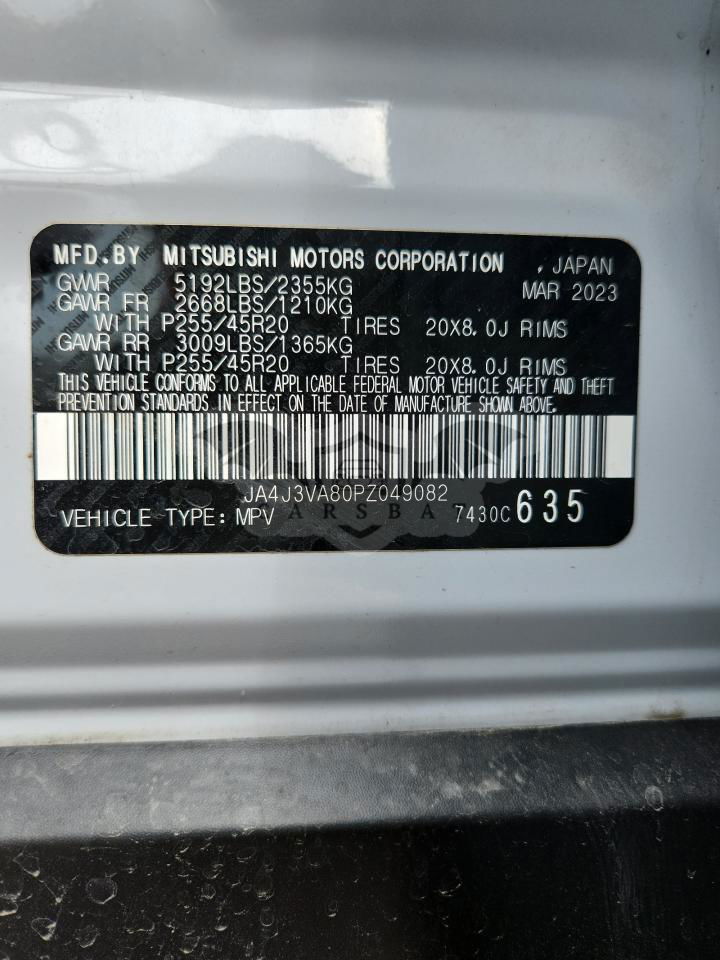 MFD.BY MITSUBISHI MOTORS CORPORATION , JAPAN
GVWR 5192LBS/2355KG MAR 2023
GAWR FR 2668LBS/1210KG
WITH P255/45R20 TIRES 20X8.0J RIMS
GAWR RR 3009LBS/1365KG
WITH P255/45R20 TIRES 20X8.0J RIMS
THIS VEHICLE CONFORMS TO ALL APPLICABLE FEDERAL MOTOR VEHICLE SAFETY AND THEFT
PREVENTION STANDARDS IN EFFECT ON THE DATE OF MANUFACTURE SHOWN ABOVE.
JA4J3VA80PZ049082
VEHICLE TYPE: MPV 7430C 635